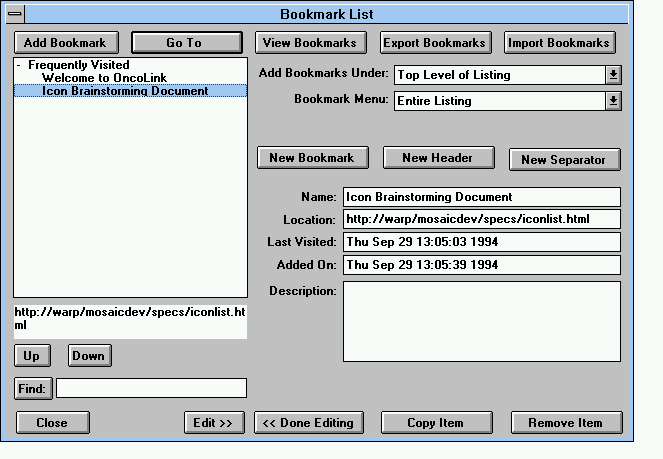 Bookmark List
Add Bookmark Go To View Bookmarks Export Bookmarks Import Bookmarks
- Frequently Visited
Welcome to OncoLink
Icon Brainstorming Document
Add Bookmarks Under: Top Level of Listing
Bookmark Menu: Entire Listing
New Bookmark New Header New Separator
Name: Icon Brainstorming Document
Location: http://warp/mosaicdev/specs/iconlist.html
Last Visited: Thu Sep 29 13:05:03 1994
Added On: Thu Sep 29 13:05:39 1994
Description:
http://warp/mosaicdev/specs/iconlist.ht
ml
Up Down
Find:
Close Edit >> << Done Editing Copy Item Remove Item